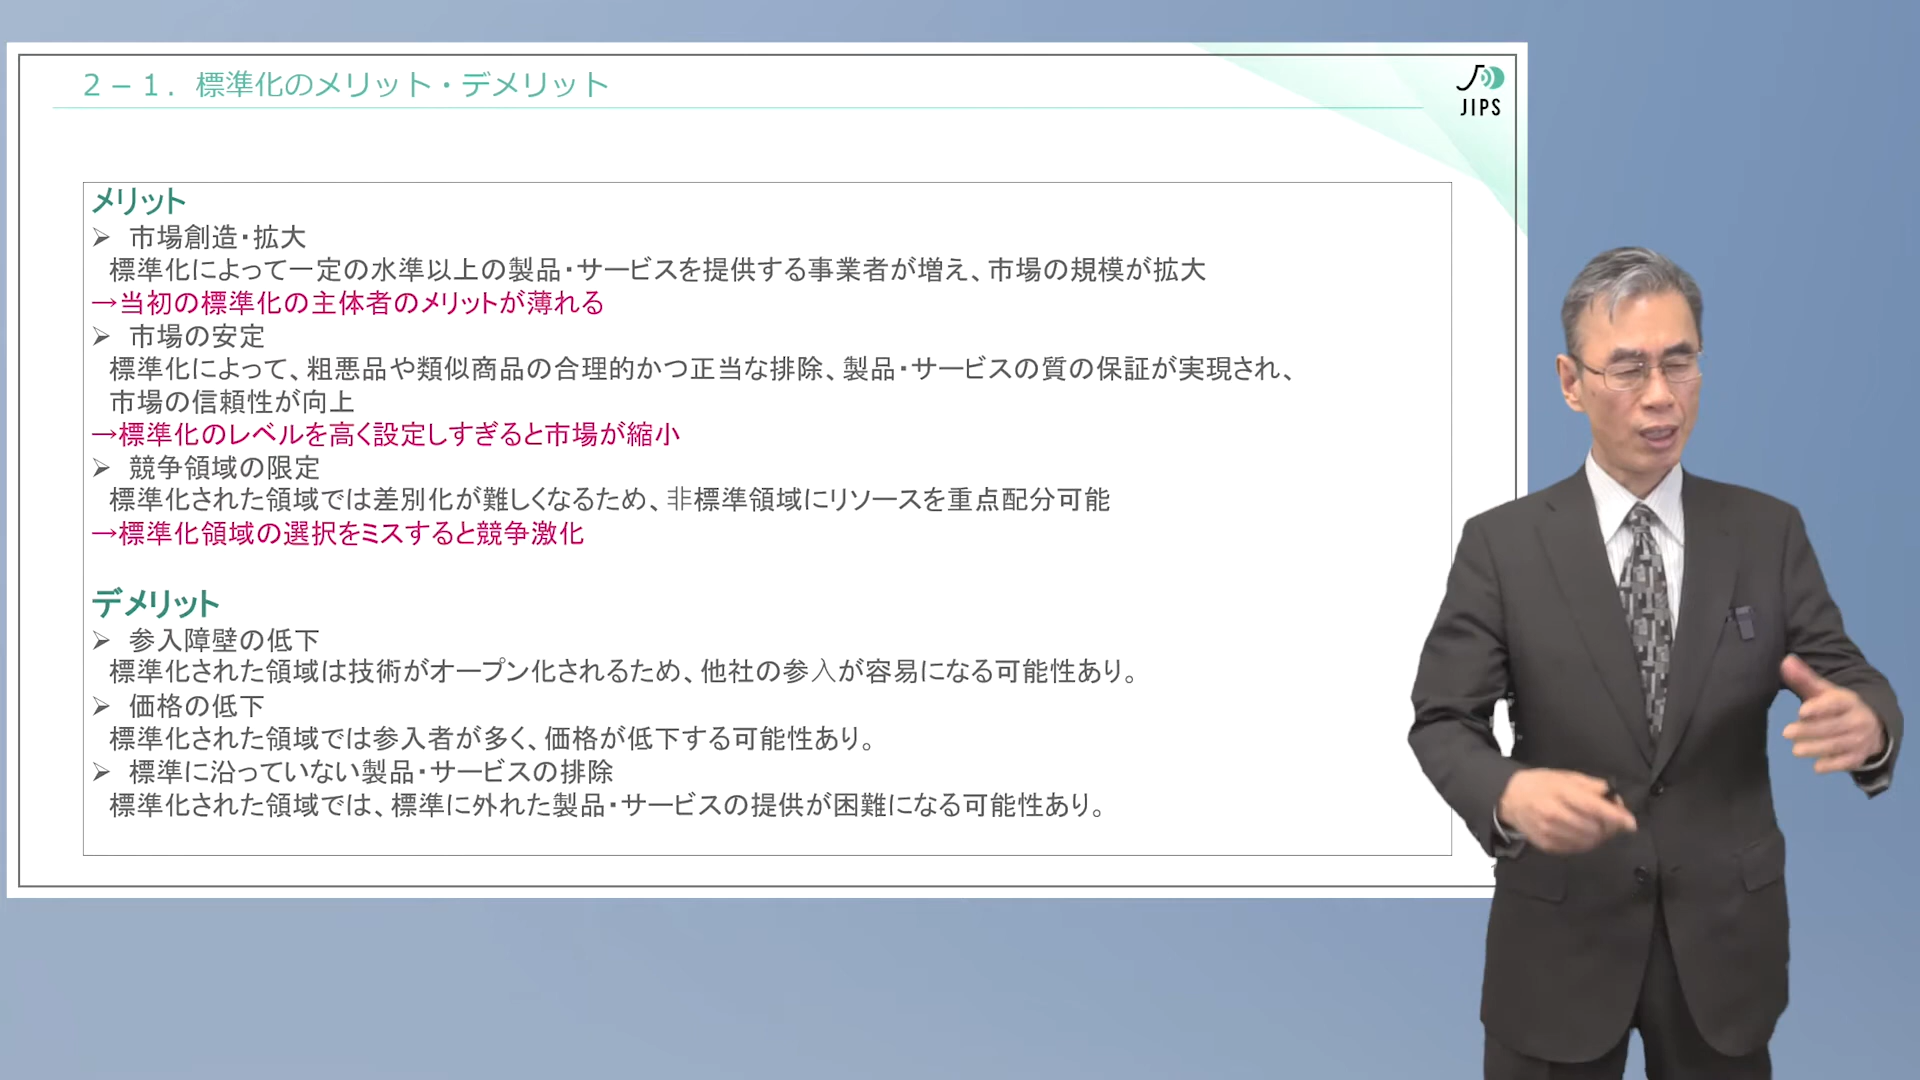 ２－１．標準化のメリット・デメリット
JIPS
メリット
➢ 市場創造・拡大
標準化によって一定の水準以上の製品・サービスを提供する事業者が増え、市場の規模が拡大
→当初の標準化の主体者のメリットが薄れる
➢ 市場の安定
標準化によって、粗悪品や類似商品の合理的かつ正当な排除、製品・サービスの質の保証が実現され、
市場の信頼性が向上
→標準化のレベルを高く設定しすぎると市場が縮小
➢ 競争領域の限定
標準化された領域では差別化が難しくなるため、非標準領域にリソースを重点配分可能
→標準化領域の選択をミスすると競争激化
デメリット
➢ 参入障壁の低下
標準化された領域は技術がオープン化されるため、他社の参入が容易になる可能性あり。
➢ 価格の低下
標準化された領域では参入者が多く、価格が低下する可能性あり。
➢ 標準に沿っていない製品・サービスの排除
標準化された領域では、標準に外れた製品・サービスの提供が困難になる可能性あり。